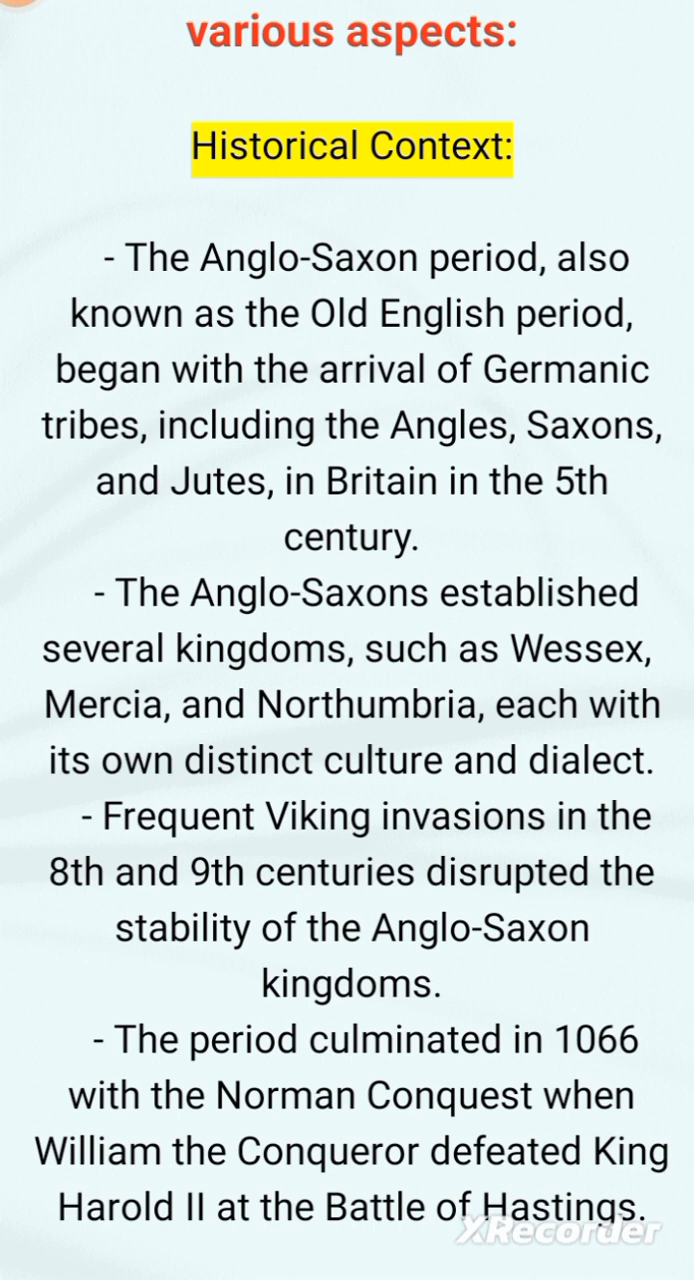 various aspects:
Historical Context:
- The Anglo-Saxon period, also
known as the Old English period,
began with the arrival of Germanic
tribes, including the Angles, Saxons,
and Jutes, in Britain in the 5th
century.
- The Anglo-Saxons established
several kingdoms, such as Wessex,
Mercia, and Northumbria, each with
its own distinct culture and dialect.
- Frequent Viking invasions in the
8th and 9th centuries disrupted the
stability of the Anglo-Saxon
kingdoms.
- The period culminated in 1066
with the Norman Conquest when
William the Conqueror defeated King
Harold II at the Battle of Hastings.
XRecorder